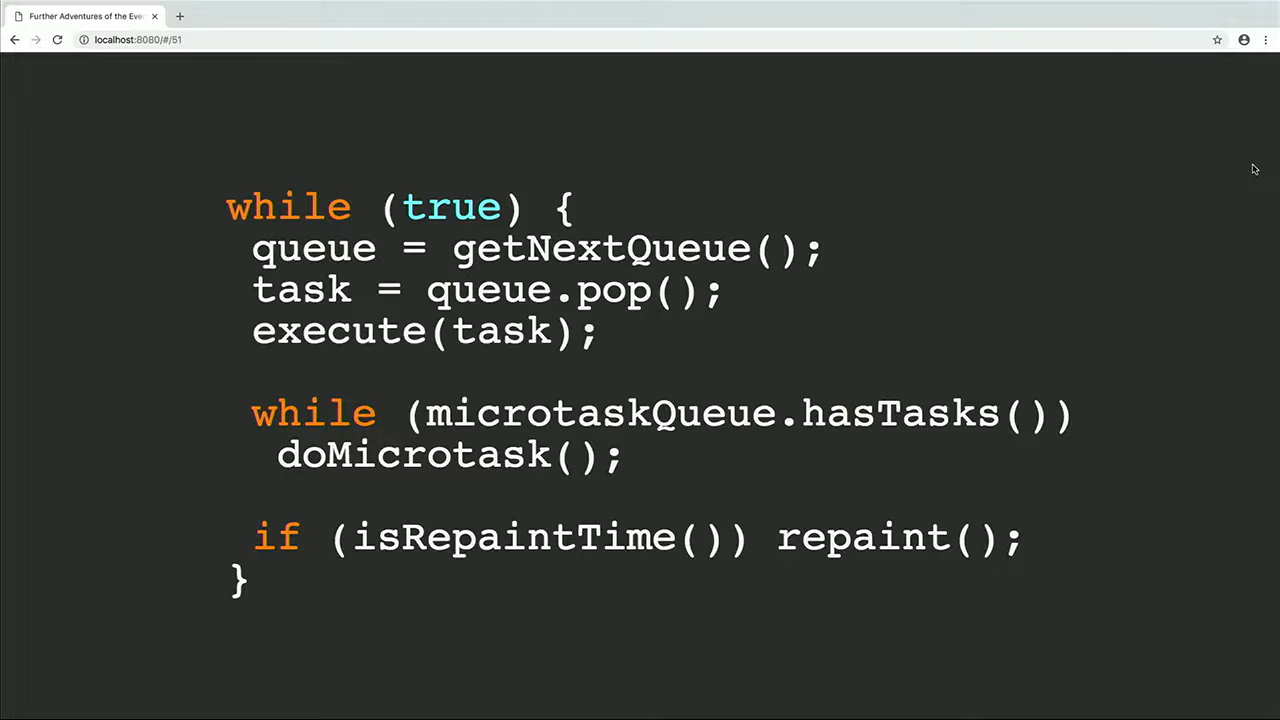 Further Adventures of the Eve
localhost:8080/#/51
while (true) {
queue = getNextQueue();
task = queue.pop();
execute(task);
while (microtaskQueue.hasTasks())
doMicrotask();
if (isRepaintTime()) repaint();
}